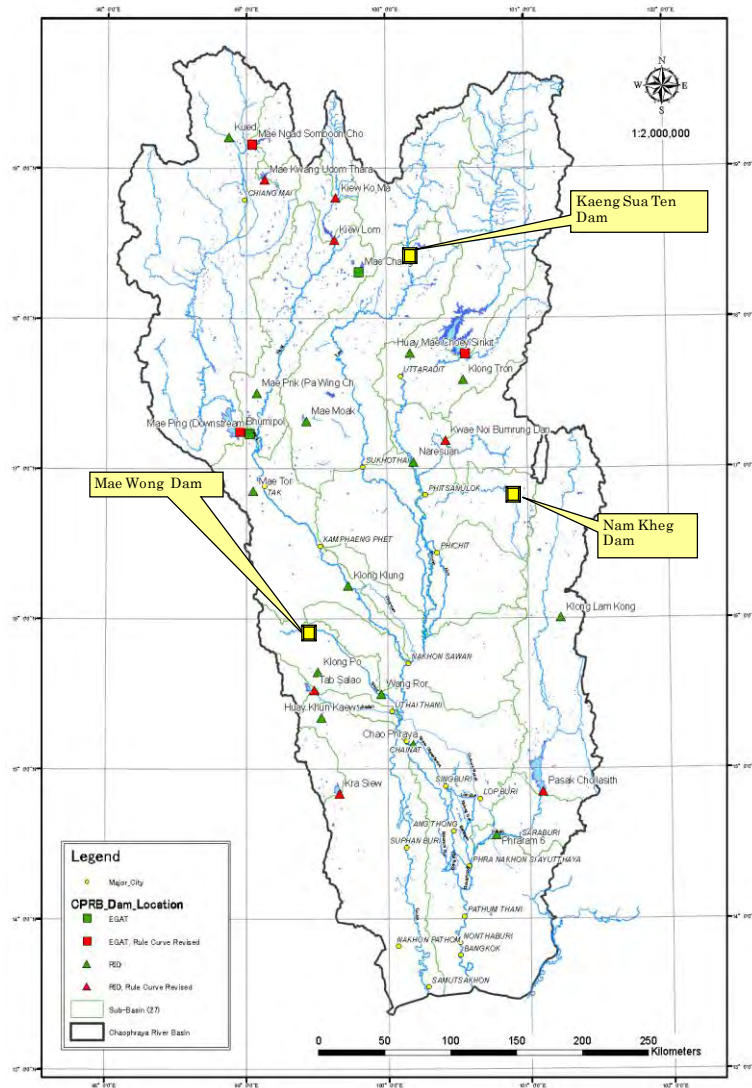 N
W
E
S
1:2,000,000
Kued
Mae Ngad Somboon Cho
Mae Kwang Udom Thara
CHIANG MAI
Kiew Ko Ma
Kiew Lom
Kaeng Sua Ten
Dam
Huay Mae
Sirikit
UTTARADIT
Klong Tron
Mae Moak
Kwae Noi Bumrung Dan
Mae Ping (Downstream
Bhumipol
Naresuan
SUKHOTHAI
Mae Wong Dam
Mae Tor
TAK
PHITSANULOK
Nam Kheg
Dam
KAMPHAENG PHET
PHICHIT
Klong Klung
Klong Lam Kong
NAKHON SAWAN
Klong Po
Tab Salao
Wang Ror
UTHAI THANI
Huay Khun Kaew
Chao Phraya
CHAINAT
Kra Siew
SINGBURI
LOP BURI
Pasak Chollasith
ANG THONG
SARABURI
Phraram 6
SUPHAN BURI
PHRA NAKHON SI AYUTTHAYA
PATHUM THANI
NAKHON PATHOM
NONTHABURI
BANGKOK
SAMUTSAKHON
Legend
Major_City
CPRB_Dam_Location
EGAT
EGAT, Rule Curve Revised
RID
RID, Rule Curve Revised
Sub-Basin (27)
Chaophraya River Basin
0 50 100 150 200 250
Kilometers